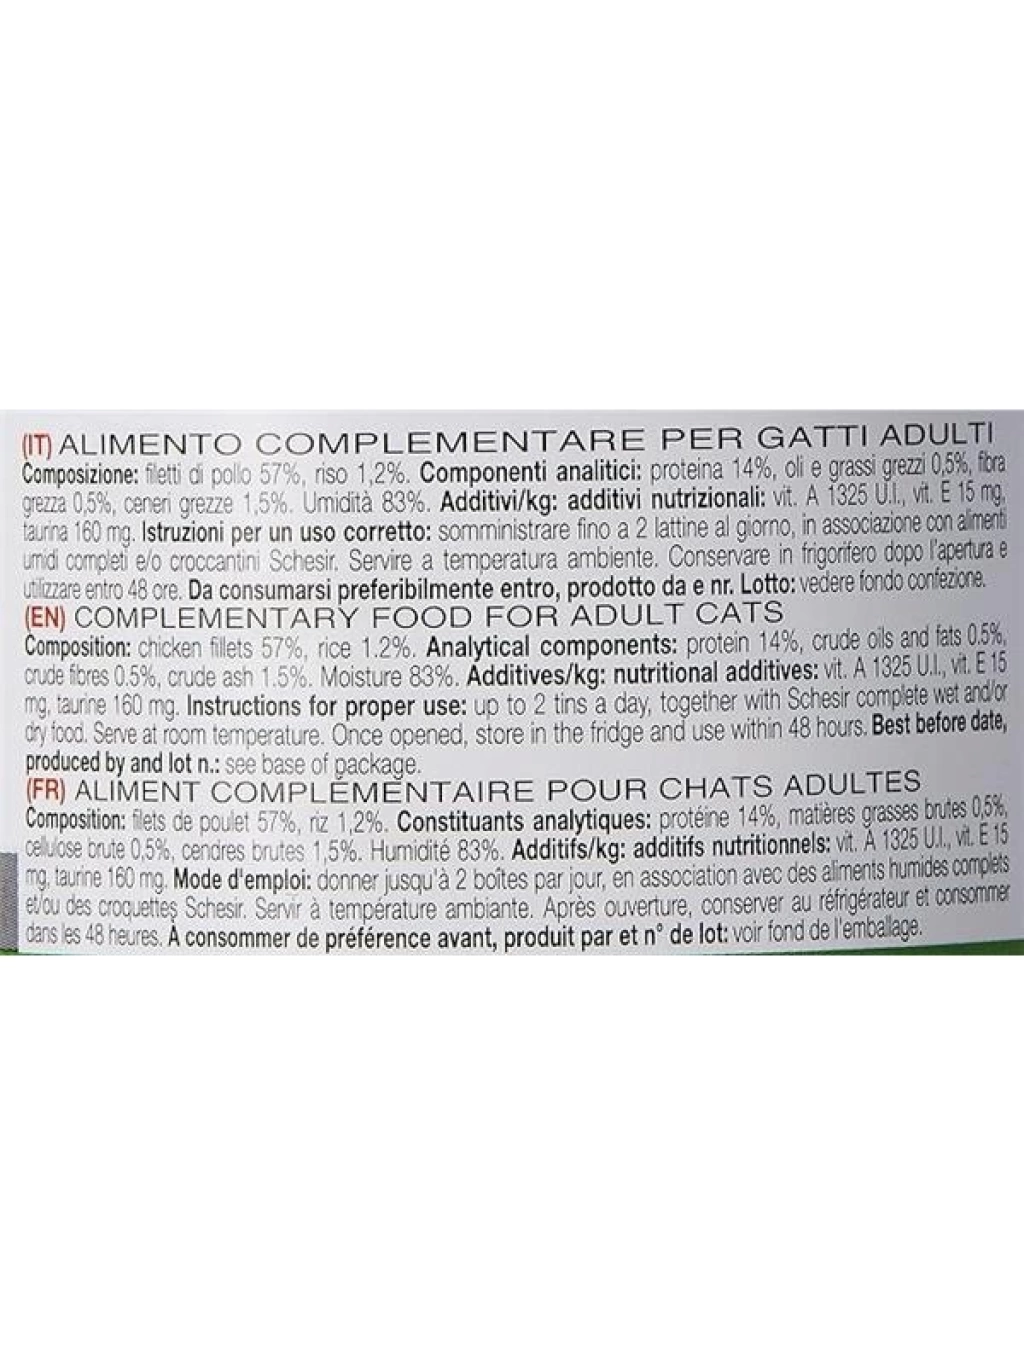 (IT) ALIMENTO COMPLEMENTARE PER GATTI ADULTI
Composizione: filetti di pollo 57%, riso 1,2%. Componenti analitici: proteina 14%, oli e grassi grezzi 0,5%, fibra
grezza 0,5%, ceneri grezze 1,5%. Umidità 83%. Additivi/kg: additivi nutrizionali: vit. A 1325 U.I., vit. E 15 mg,
taurina 160 mg. Istruzioni per un uso corretto: somministrare fino a 2 lattine al giorno, in associazione con alimenti
umidi completi e/o croccantini Schesir. Servire a temperatura ambiente. Conservare in frigorifero dopo l'apertura e
utilizzare entro 48 ore. Da consumarsi preferibilmente entro, prodotto da e nr. Lotto: vedere fondo confezione.
(EN) COMPLEMENTARY FOOD FOR ADULT CATS
Composition: chicken fillets 57%, rice 1.2%. Analytical components: protein 14%, crude oils and fats 0.5%,
crude fibres 0.5%, crude ash 1.5%. Moisture 83%. Additives/kg: nutritional additives: vit. A 1325 U.I., vit. E 15
mg, taurine 160 mg. Instructions for proper use: up to 2 tins a day, together with Schesir complete wet and/or
dry food. Serve at room temperature. Once opened, store in the fridge and use within 48 hours. Best before date,
produced by and lot n.: see base of package.
(FR) ALIMENT COMPLÉMENTAIRE POUR CHATS ADULTES
Composition: filets de poulet 57%, riz 1,2%. Constituants analytiques: protéine 14%, matières grasses brutes 0,5%,
cellulose brute 0,5%, cendres brutes 1,5%. Humidité 83%. Additifs/kg: additifs nutritionnels: vit. A 1325 U.I., vit. E 15
mg, taurine 160 mg. Mode d'emploi: donner jusqu'à 2 boîtes par jour, en association avec des aliments humides complets
et/ou des croquettes Schesir. Servir à température ambiante. Après ouverture, conserver au réfrigérateur et consommer
dans les 48 heures. À consommer de préférence avant, produit par et n° de lot: voir fond de l'emballage.